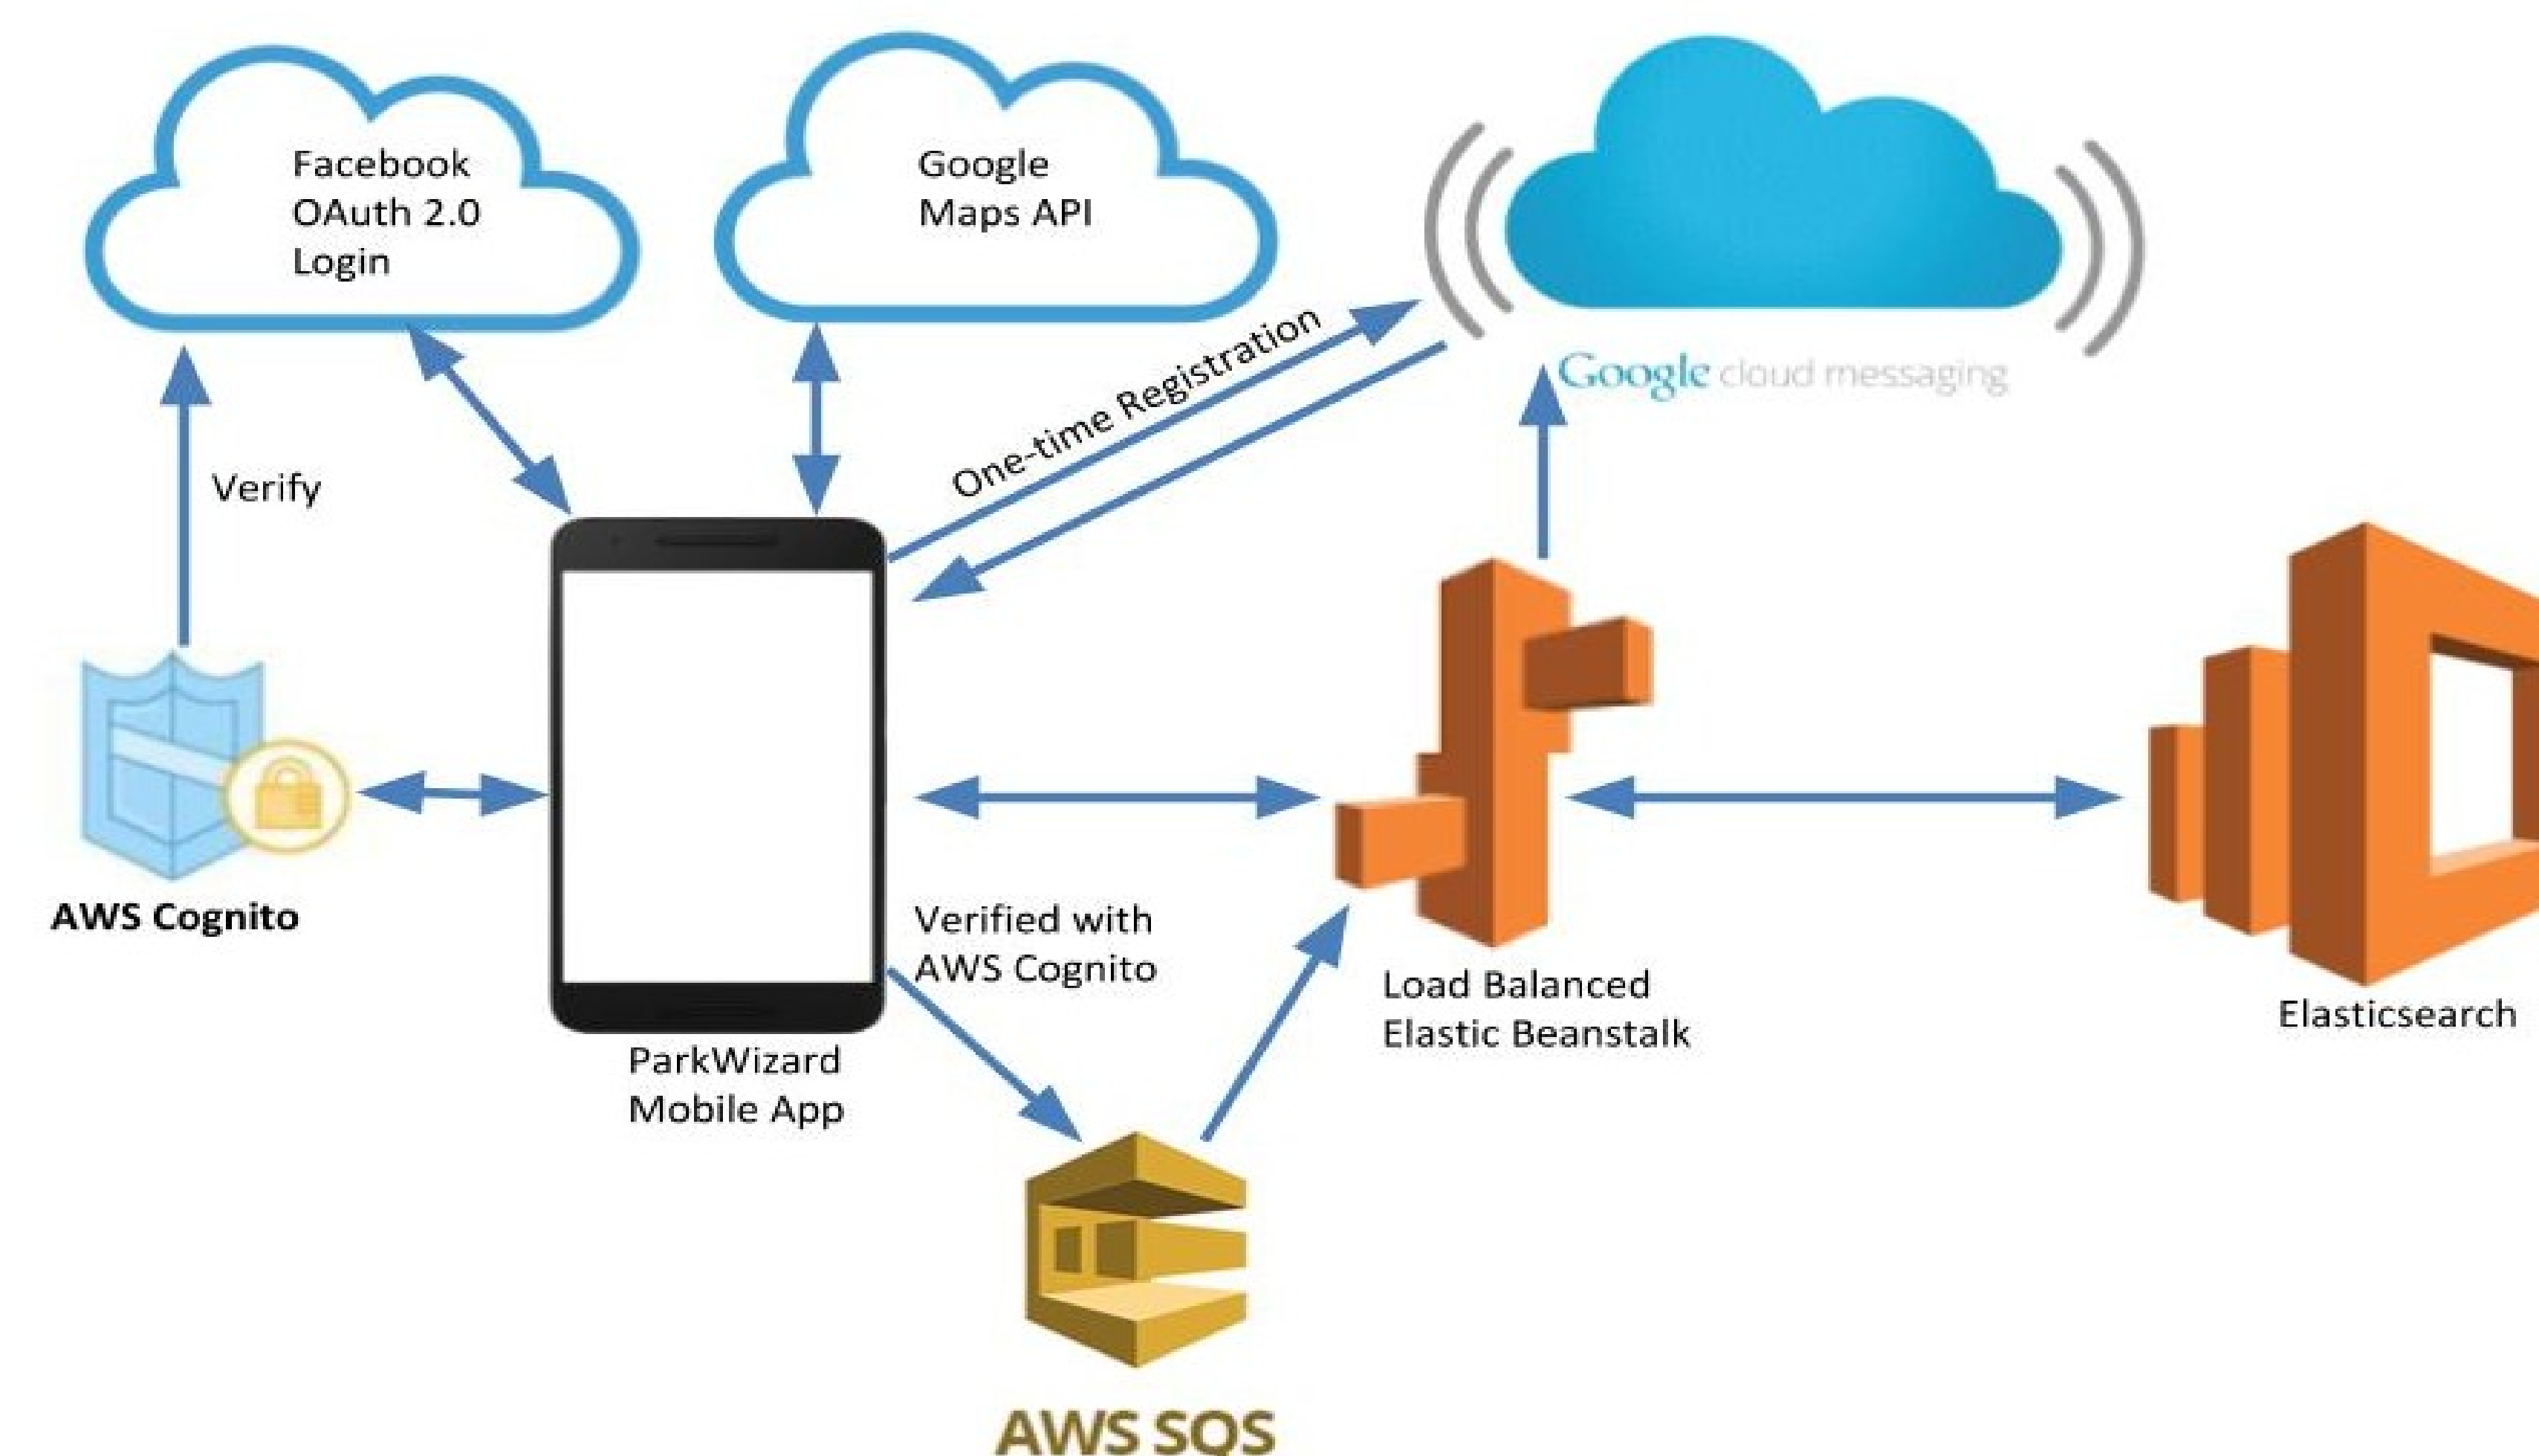 Facebook
OAuth 2.0
Login
Google
Maps API
One-time Registration
Google cloud messaging
Verify
AWS Cognito
Verified with
AWS Cognito
Load Balanced
Elastic Beanstalk
Elasticsearch
ParkWizard
Mobile App
AWS SQS